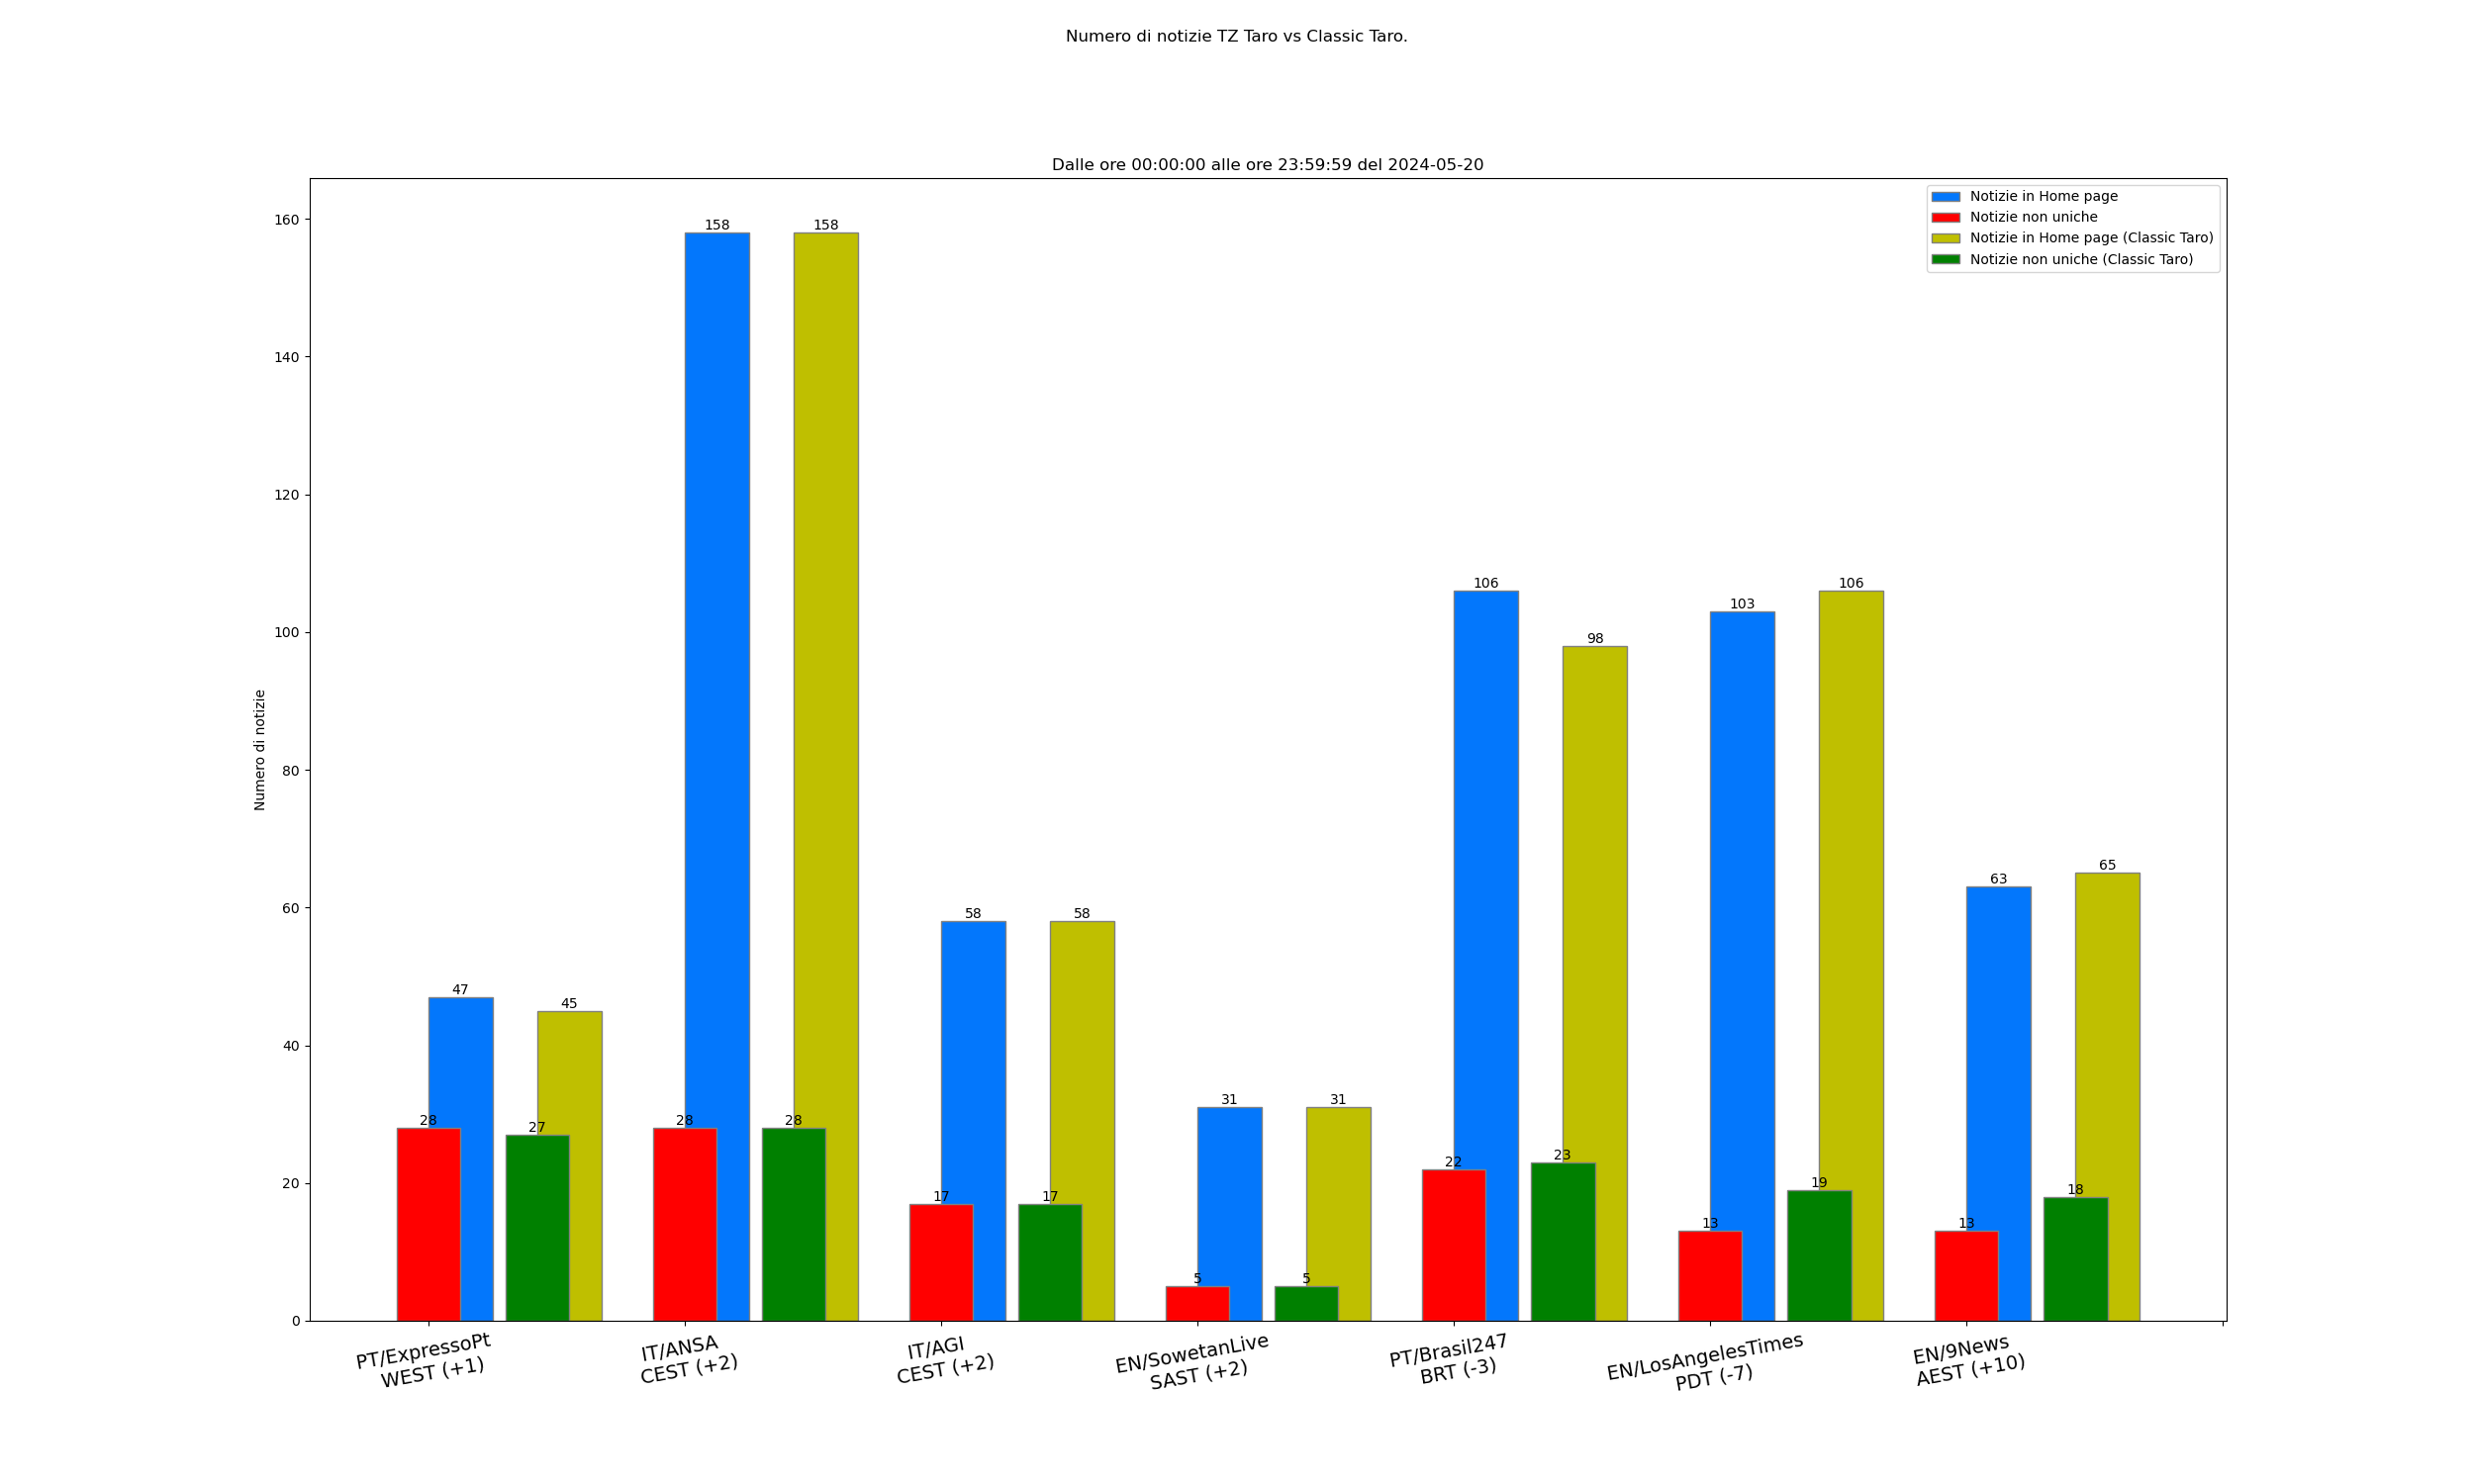 Numero di notizie TZ Taro vs Classic Taro.
Dalle ore 00:00:00 alle ore 23:59:59 del 2024-05-20
Notizie in Home page
Notizie non uniche
Notizie in Home page (Classic Taro)
Notizie non uniche (Classic Taro)
Numero di notizie
160
140
120
100
80
60
40
20
0
28
47
27
45
28
158
28
158
17
58
17
58
5
31
5
31
22
106
23
98
13
103
19
106
13
63
18
65
PT/ExpressoPt
WEST (+1)
IT/ANSA
CEST (+2)
IT/AGI
CEST (+2)
EN/SowetanLive
SAST (+2)
PT/Brasil247
BRT (-3)
EN/LosAngelesTimes
PDT (-7)
EN/9News
AEST (+10)